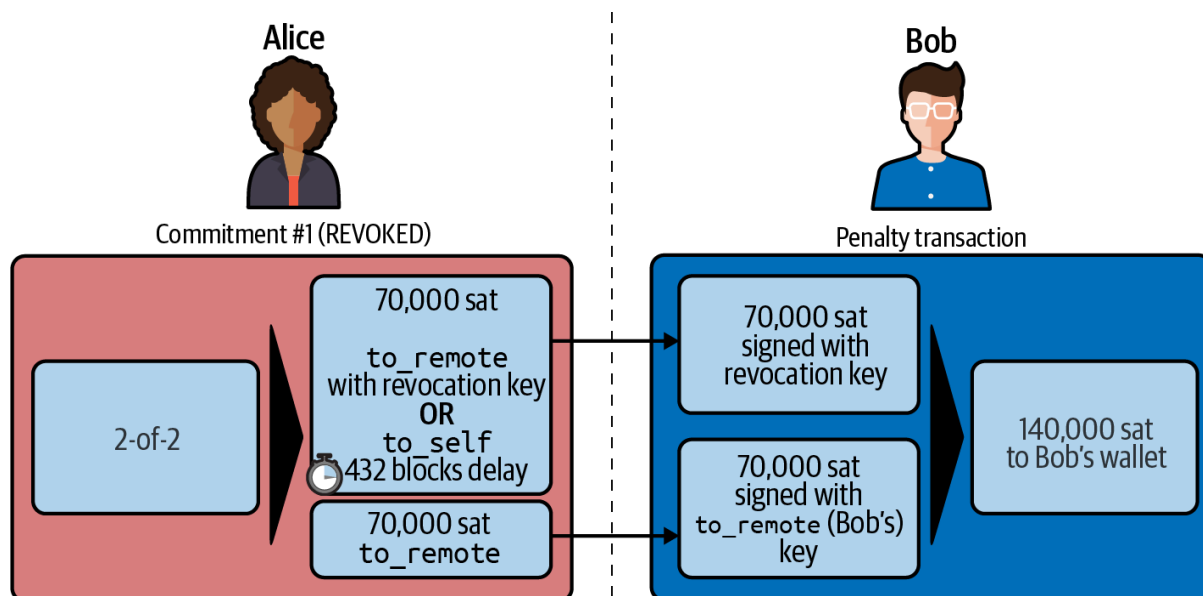 Alice
Bob
Commitment #1 (REVOKED)
Penalty transaction
2-of-2
70,000 sat
to_remote
with revocation key
OR
to_self
432 blocks delay
70,000 sat
to_remote
70,000 sat
signed with
revocation key
70,000 sat
signed with
to_remote (Bob's)
key
140,000 sat
to Bob's wallet